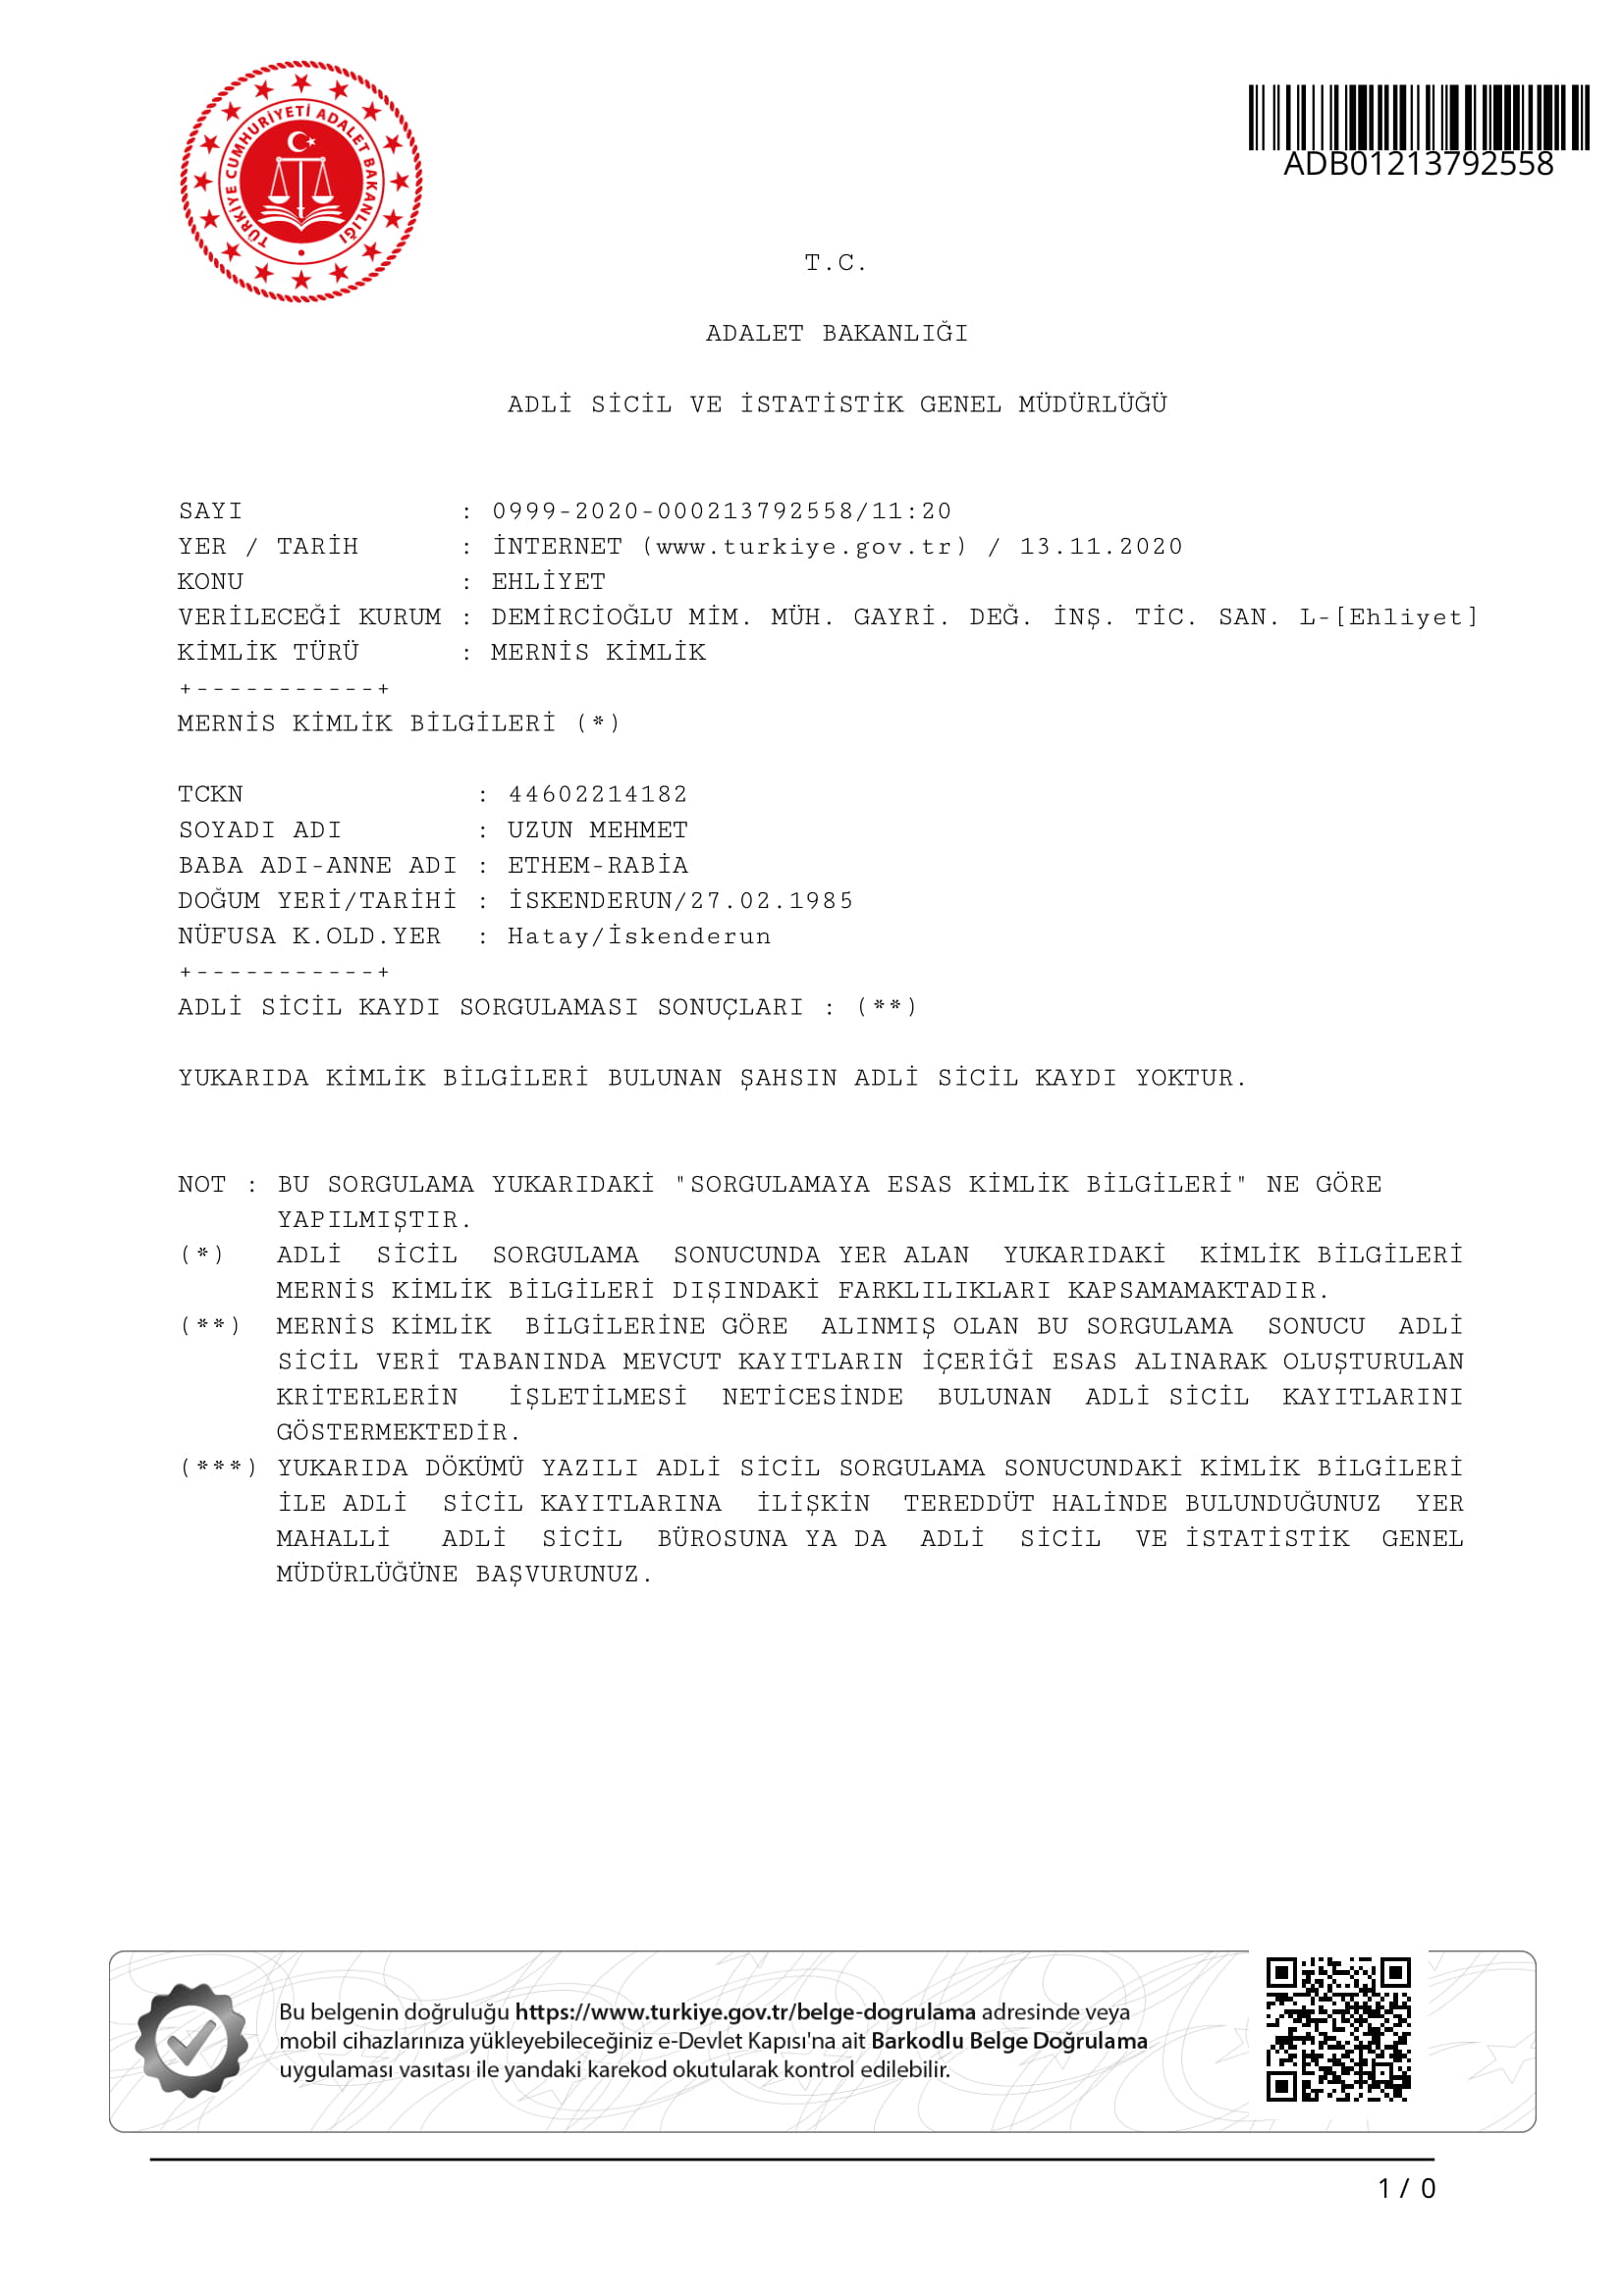 TÜRKİYE CUMHURİYETİ ADALET BAKANLIĞI
ADB01213792558
T.C.
ADALET BAKANLIĞI
ADLİ SİCİL VE İSTATİSTİK GENEL MÜDÜRLÜĞÜ
SAYI : 0999-2020-000213792558/11:20
YER / TARİH : İNTERNET (www.turkiye.gov.tr) / 13.11.2020
KONU : EHLİYET
VERİLECEĞİ KURUM : DEMİRCİOĞLU MİM. MÜH. GAYRİ. DEĞ. İNŞ. TİC. SAN. L-[Ehliyet]
KİMLİK TÜRÜ : MERNİS KİMLİK
+-----------+
MERNİS KİMLİK BİLGİLERİ (*)
TCKN : 44602214182
SOYADI ADI : UZUN MEHMET
BABA ADI-ANNE ADI : ETHEM-RABİA
DOĞUM YERİ/TARİHİ : İSKENDERUN/27.02.1985
NÜFUSA K.OLD.YER : Hatay/İskenderun
+-----------+
ADLİ SİCİL KAYDI SORGULAMASI SONUÇLARI : (**)
YUKARIDA KİMLİK BİLGİLERİ BULUNAN ŞAHSIN ADLİ SİCİL KAYDI YOKTUR.
NOT : BU SORGULAMA YUKARIDAKİ "SORGULAMAYA ESAS KİMLİK BİLGİLERİ" NE GÖRE
YAPILMIŞTIR.
(*) ADLİ SİCİL SORGULAMA SONUCUNDA YER ALAN YUKARIDAKİ KİMLİK BİLGİLERİ
MERNİS KİMLİK BİLGİLERİ DIŞINDAKİ FARKLILIKLARI KAPSAMAMAKTADIR.
(**) MERNİS KİMLİK BİLGİLERİNE GÖRE ALINMIŞ OLAN BU SORGULAMA SONUCU ADLİ
SİCİL VERİ TABANINDA MEVCUT KAYITLARIN İÇERİĞİ ESAS ALINARAK OLUŞTURULAN
KRİTERLERİN İŞLETİLMESİ NETİCESİNDE BULUNAN ADLİ SİCİL KAYITLARINI
GÖSTERMEKTEDİR.
(***) YUKARIDA DÖKÜMÜ YAZILI ADLİ SİCİL SORGULAMA SONUCUNDAKİ KİMLİK BİLGİLERİ
İLE ADLİ SİCİL KAYITLARINA İLİŞKİN TEREDDÜT HALİNDE BULUNDUĞUNUZ YER
MAHALLİ ADLİ SİCİL BÜROSUNA YA DA ADLİ SİCİL VE İSTATİSTİK GENEL
MÜDÜRLÜĞÜNE BAŞVURUNUZ.
Bu belgenin doğruluğu https://www.turkiye.gov.tr/belge-dogrulama adresinde veya
mobil cihazlarınıza yükleyebileceğiniz e-Devlet Kapısı'na ait Barkodlu Belge Doğrulama
uygulaması vasıtası ile yandaki karekod okutularak kontrol edilebilir.
1 / 0